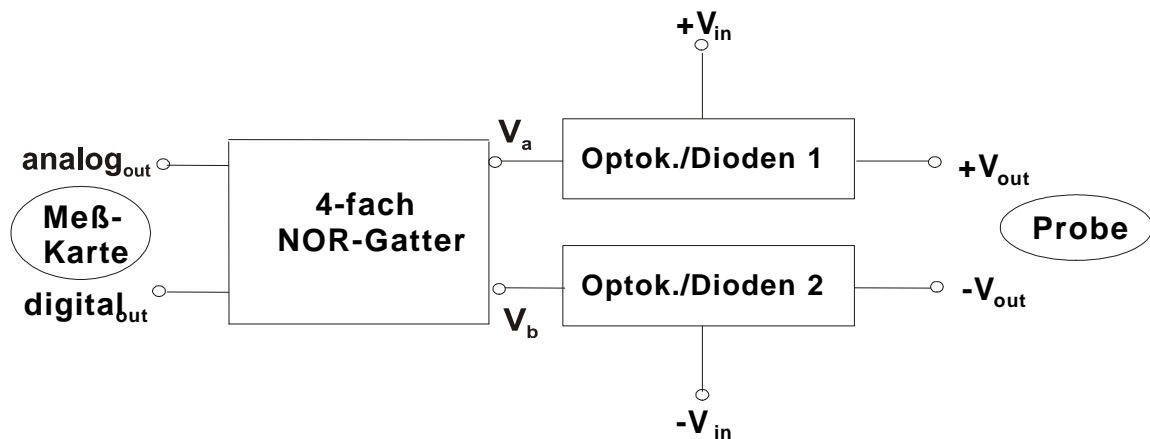 +Vin
analogout
Meß-
Karte
digitalout
4-fach
NOR-Gatter
Va
Vb
Optok./Dioden 1
Optok./Dioden 2
+Vout
Probe
-Vout
-Vin